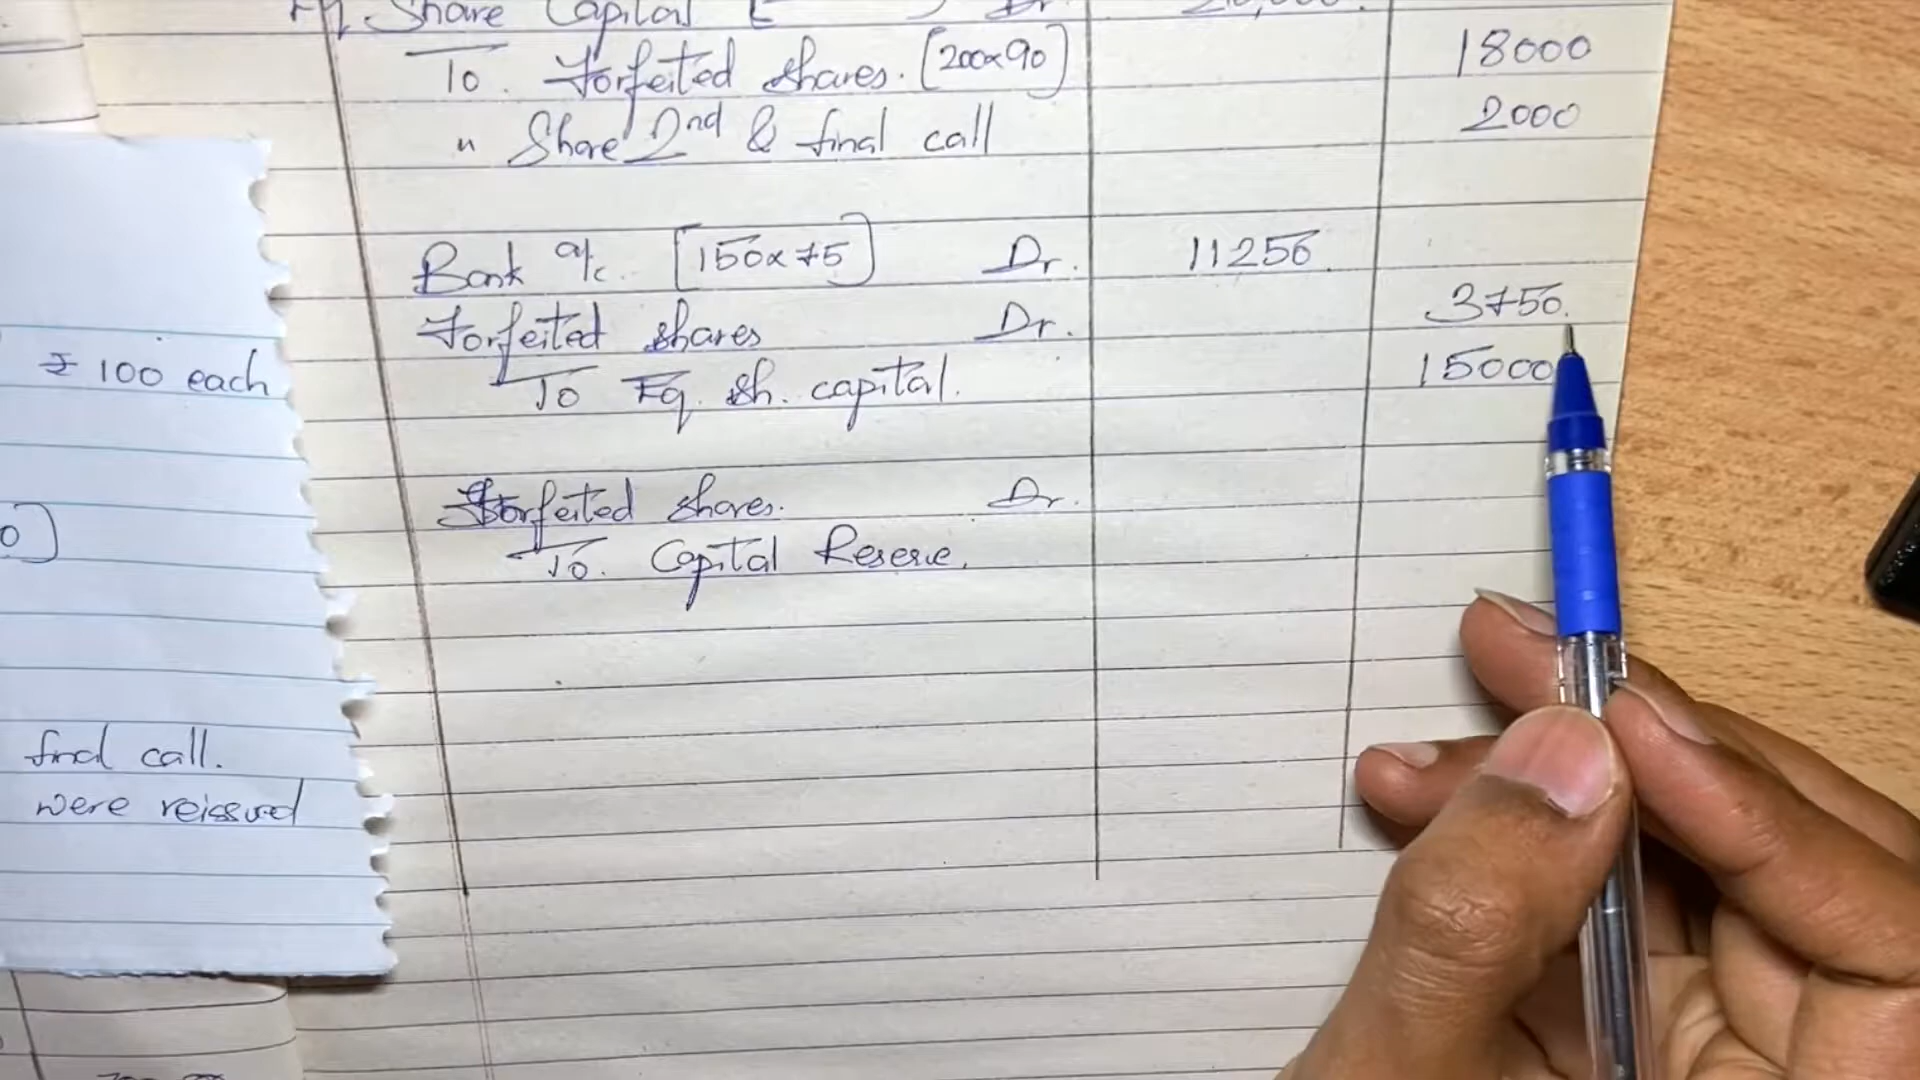 Eq Share Capital [ ) Dr.
18000
To. Forfeited shares. [200x90]
2000
" Share 2nd & final call
Bank a/c. [150x75] Dr. 11250
3750.
Forfeited shares Dr.
15000
To Eq. sh. capital.
Forfeited shares. Dr.
To. Capital Reserve.
₹ 100 each
0]
final call.
were reissued